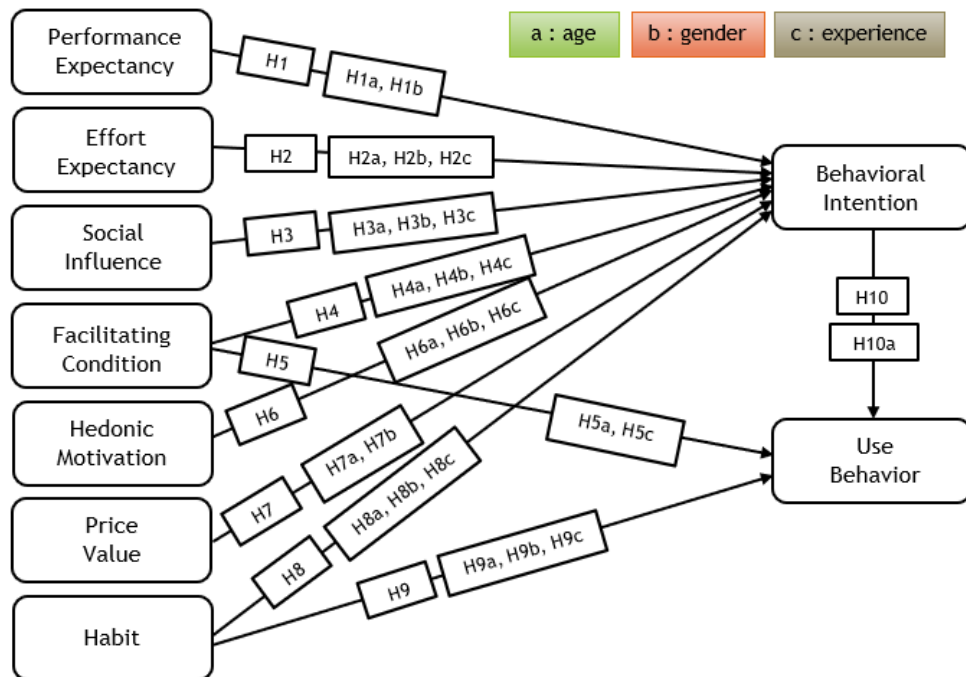 Performance
Expectancy
H1
H1a, H1b
a : age
b : gender
c : experience
Effort
Expectancy
H2
H2a, H2b, H2c
Behavioral
Intention
Social
Influence
H3
H3a, H3b, H3c
Facilitating
Condition
H4
H4a, H4b, H4c
H5
H5a, H5c
H10
H10a
Hedonic
Motivation
H6
H6a, H6b, H6c
Use
Behavior
Price
Value
H7
H7a, H7b
Habit
H8
H8a, H8b, H8c
H9
H9a, H9b, H9c